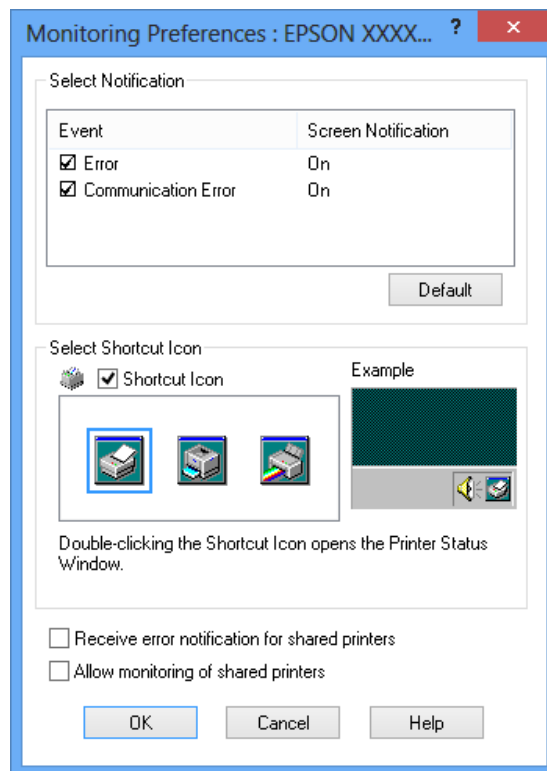 Monitoring Preferences : EPSON XXXX... ? ×
Select Notification
Event Screen Notification
Error On
Communication Error On
Default
Select Shortcut Icon
Shortcut Icon
Example
Double-clicking the Shortcut Icon opens the Printer Status
Window.
Receive error notification for shared printers
Allow monitoring of shared printers
OK Cancel Help